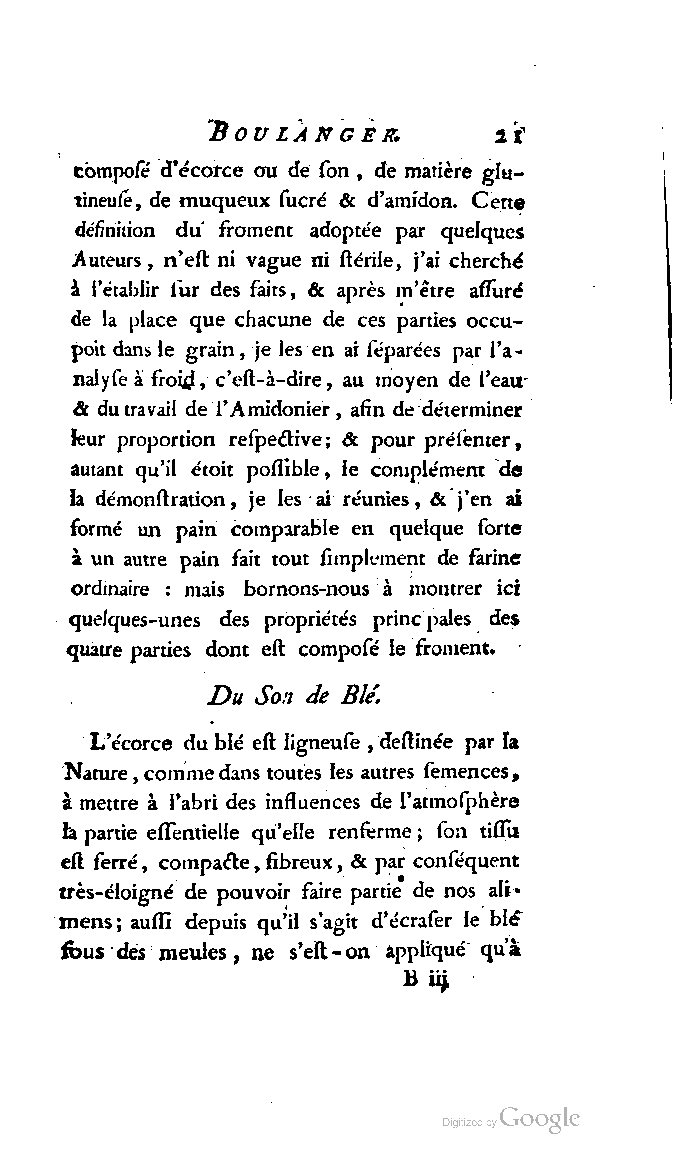 BOULANGER. 21
compoſé d'écorce ou de ſon, de matière glu-
tineuſe, de muqueux ſucré & d'amidon. Cette
définition du froment adoptée par quelques
Auteurs, n'eſt ni vague ni ſtérile, j'ai cherché
à l'établir ſur des faits, & après m'être aſſuré
de la place que chacune de ces parties occu-
poit dans le grain, je les en ai ſéparées par l'a-
nalyſe à froid, c'eſt-à-dire, au moyen de l'eau
& du travail de l'Amidonier, afin de déterminer
leur proportion reſpective; & pour préſenter,
autant qu'il étoit poſſible, le complément de
la démonſtration, je les ai réunies, & j'en ai
formé un pain comparable en quelque ſorte
à un autre pain fait tout ſimplement de farine
ordinaire : mais bornons-nous à montrer ici
quelques-unes des propriétés principales des
quatre parties dont eſt compoſé le froment.
Du Son de Blé.
L'écorce du blé eſt ligneuſe, deſtinée par la
Nature, comme dans toutes les autres ſemences,
à mettre à l'abri des influences de l'atmoſphère
la partie eſſentielle qu'elle renferme; ſon tiſſu
eſt ſerré, compacte, fibreux, & par conſéquent
très-éloigné de pouvoir faire partie de nos ali-
mens; auſſi depuis qu'il s'agit d'écraſer le blé
ſous des meules, ne s'eſt-on appliqué qu'à
B iij
Digitized by Google